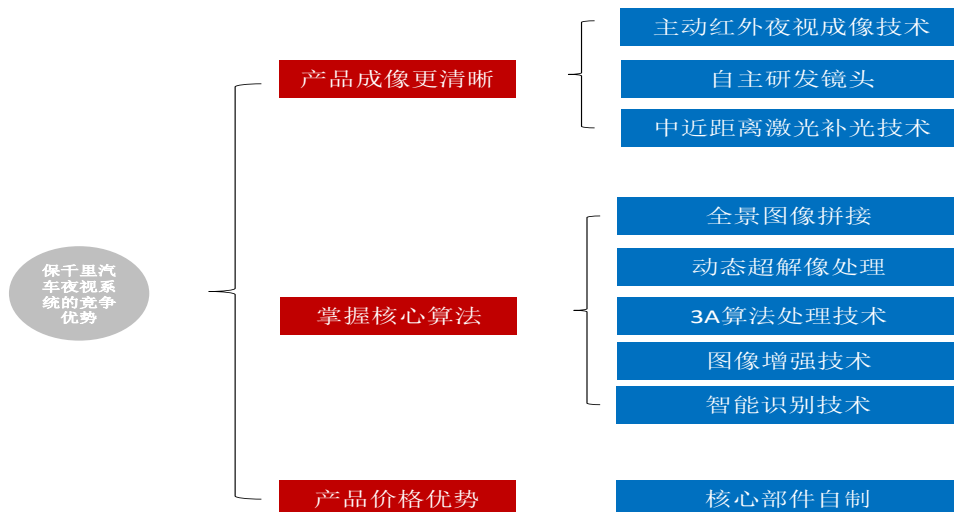 保千里汽
车夜视系
统的竞争
优势
产品成像更清晰
主动红外夜视成像技术
自主研发镜头
中近距离激光补光技术
掌握核心算法
全景图像拼接
动态超解像处理
3A算法处理技术
图像增强技术
智能识别技术
产品价格优势
核心部件自制